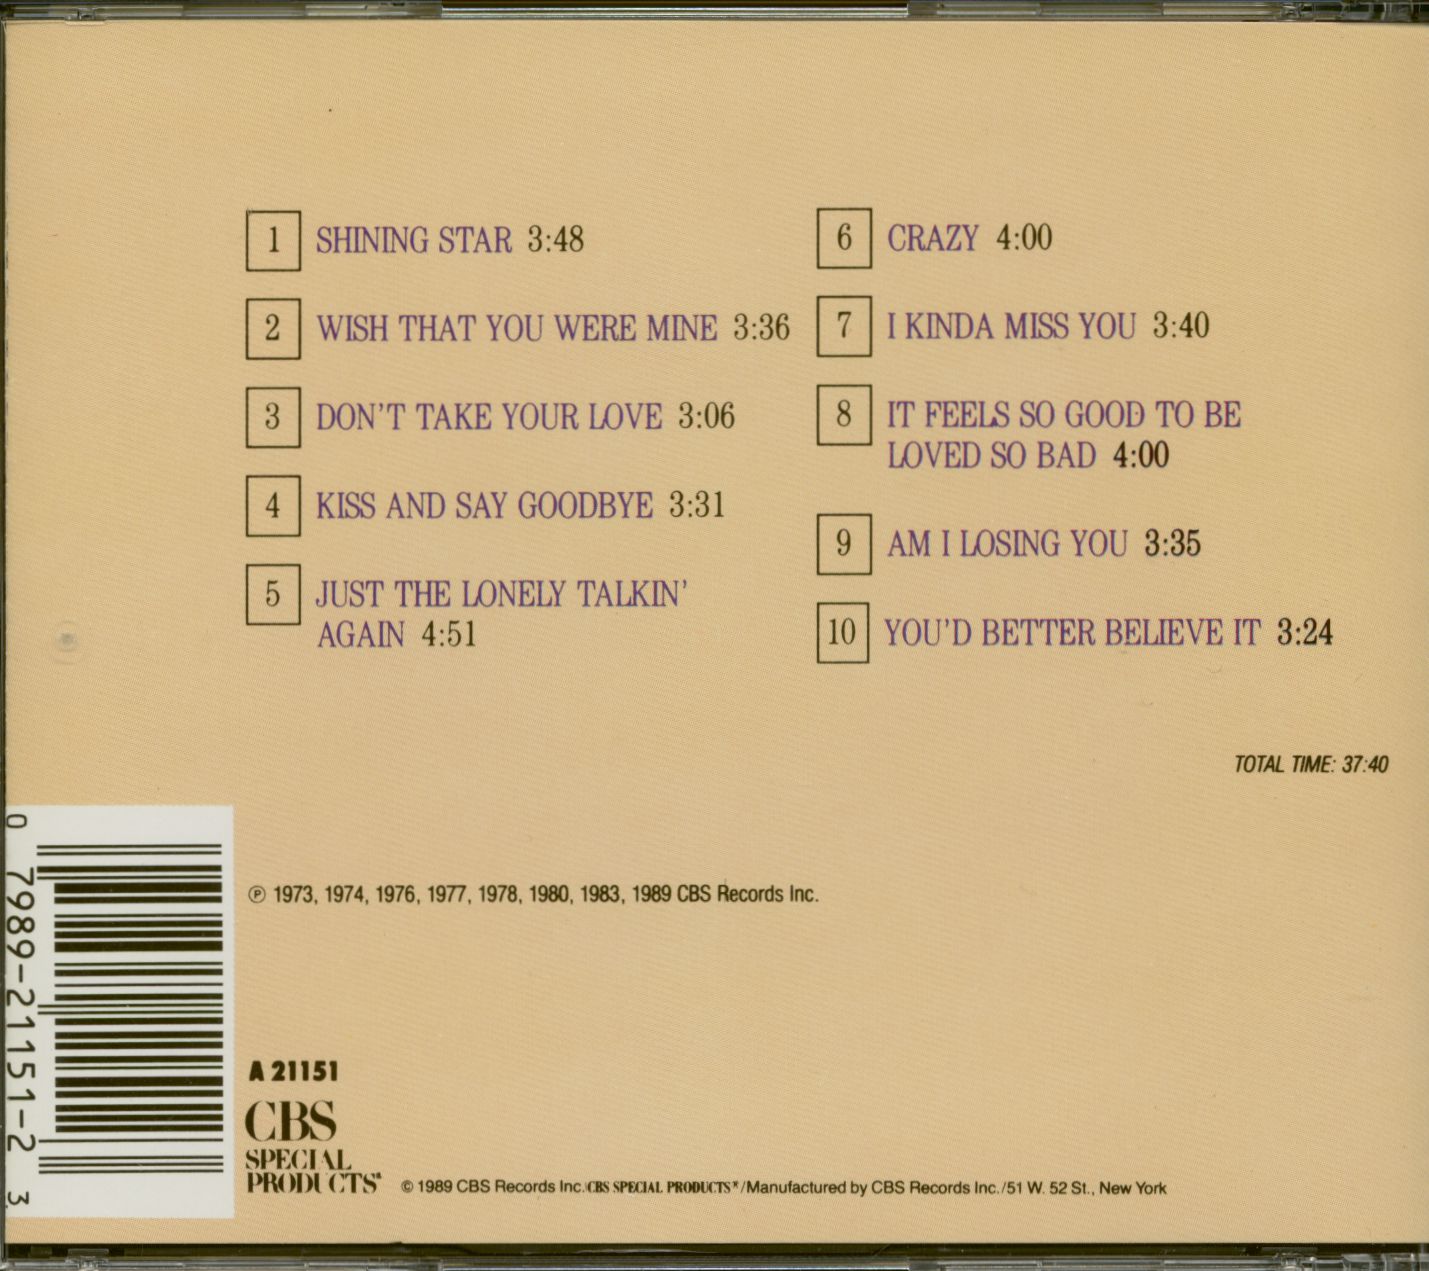 1 SHINING STAR 3:48
2 WISH THAT YOU WERE MINE 3:36
3 DON'T TAKE YOUR LOVE 3:06
4 KISS AND SAY GOODBYE 3:31
5 JUST THE LONELY TALKIN'
AGAIN 4:51
6 CRAZY 4:00
7 I KINDA MISS YOU 3:40
8 IT FEELS SO GOOD TO BE
LOVED SO BAD 4:00
9 AM I LOSING YOU 3:35
10 YOU'D BETTER BELIEVE IT 3:24
TOTAL TIME: 37:40
0 7989-21151-2 3
℗ 1973, 1974, 1976, 1977, 1978, 1980, 1983, 1989 CBS Records Inc.
A 21151
CBS
SPECIAL
PRODUCTS
© 1989 CBS Records Inc./CBS SPECIAL PRODUCTS/Manufactured by CBS Records Inc./51 W. 52 St., New York